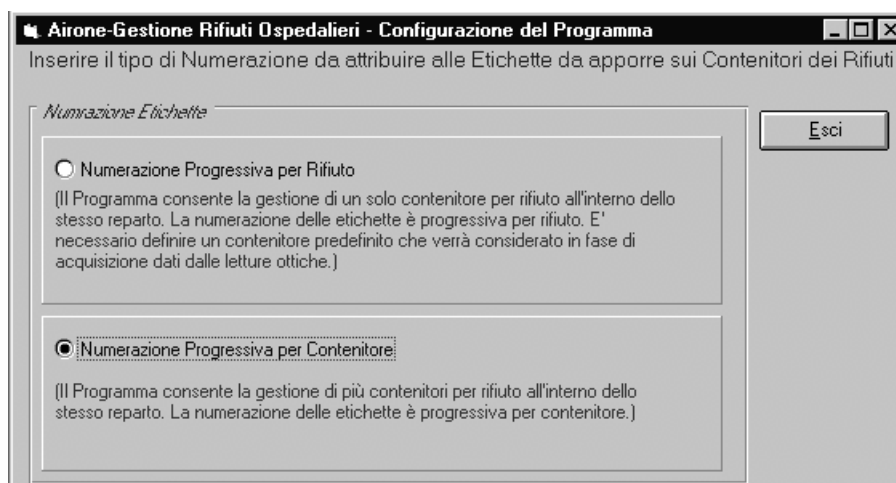 Airone-Gestione Rifiuti Ospedalieri - Configurazione del Programma
Inserire il tipo di Numerazione da attribuire alle Etichette da apporre sui Contenitori dei Rifiuti
Numrazione Etichette
Esci
Numerazione Progressiva per Rifiuto
(Il Programma consente la gestione di un solo contenitore per rifiuto all'interno dello
stesso reparto. La numerazione delle etichette è progressiva per rifiuto. E'
necessario definire un contenitore predefinito che verrà considerato in fase di
acquisizione dati dalle letture ottiche.)
Numerazione Progressiva per Contenitore
(Il Programma consente la gestione di più contenitori per rifiuto all'interno dello
stesso reparto. La numerazione delle etichette è progressiva per contenitore.)